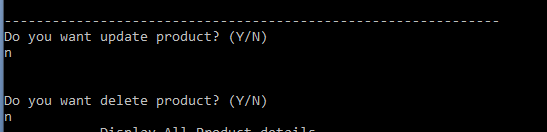 --------------------------------------------------------------
Do you want update product? (Y/N)
n
Do you want delete product? (Y/N)
n
Display All Product details